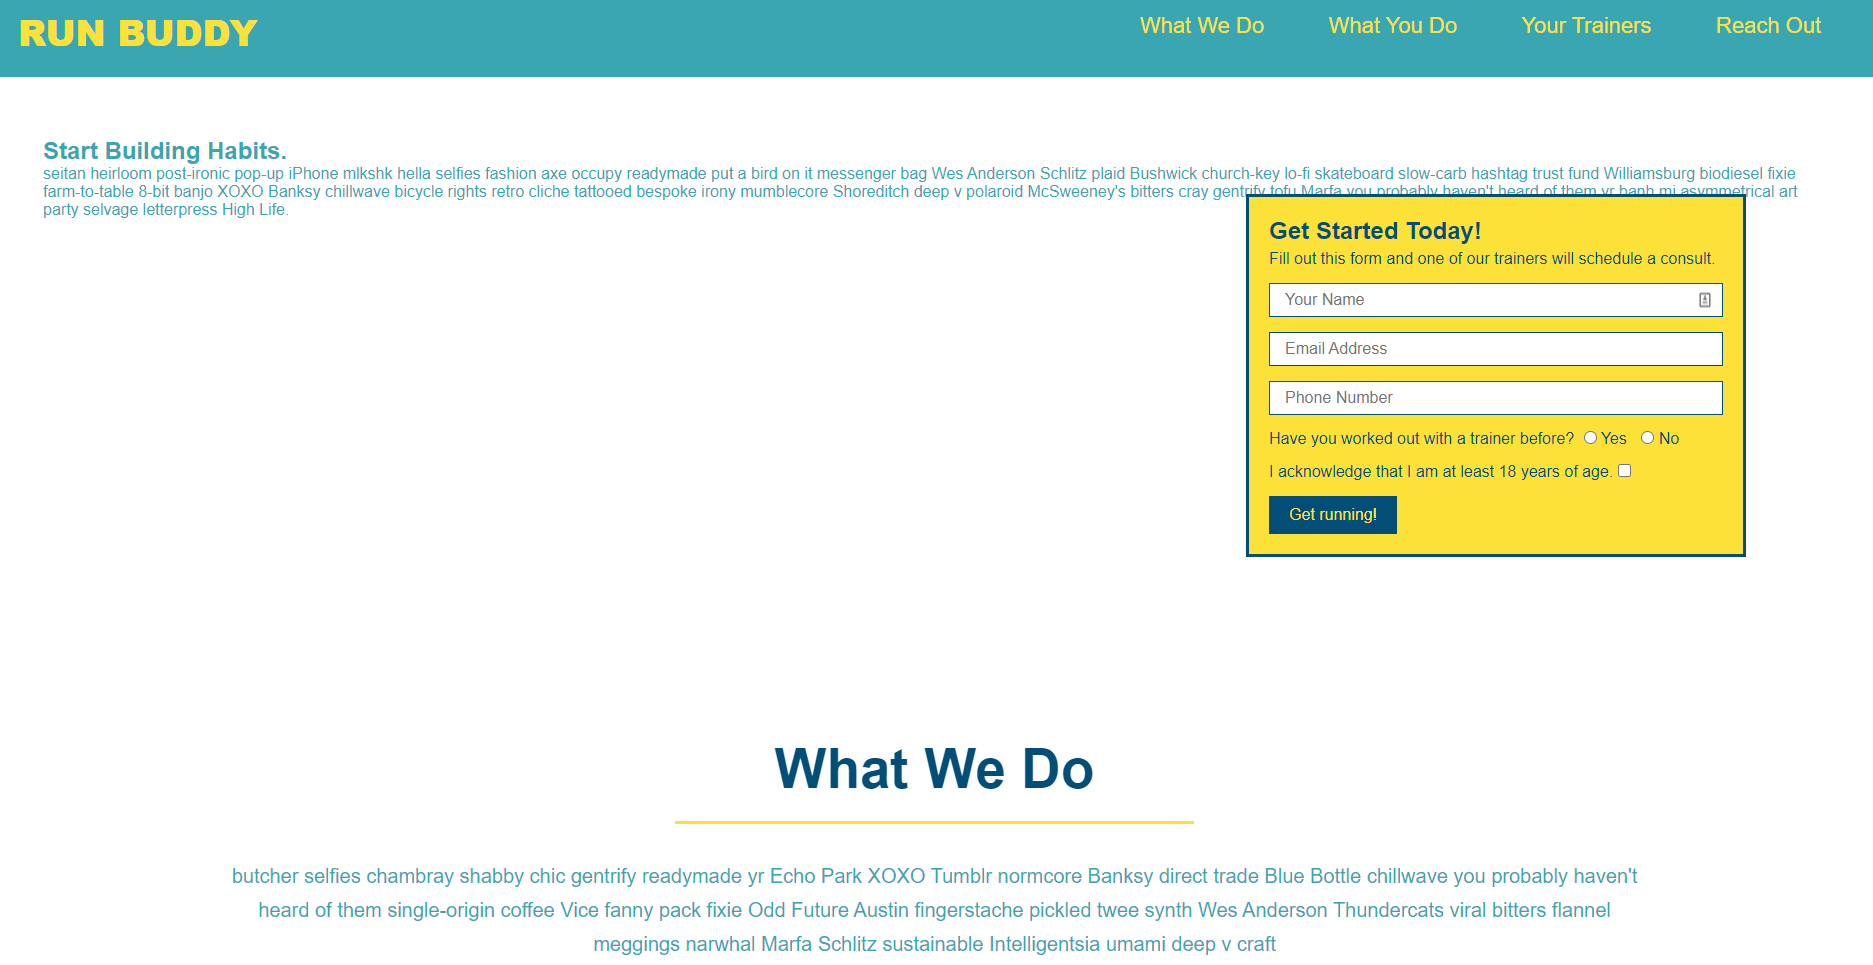 RUN BUDDY
What We Do
What You Do
Your Trainers
Reach Out
Start Building Habits.
seitan heirloom post-ironic pop-up iPhone mlkshk hella selfies fashion axe occupy readymade put a bird on it messenger bag Wes Anderson Schlitz plaid Bushwick church-key lo-fi skateboard slow-carb hashtag trust fund Williamsburg biodiesel fixie
farm-to-table 8-bit banjo XOXO Banksy chillwave bicycle rights retro cliche tattooed bespoke irony mumblecore Shoreditch deep v polaroid McSweeney's bitters cray gentrify tofu Marfa you probably haven't heard of them yr banh mi asymmetrical art
party selvage letterpress High Life.
Get Started Today!
Fill out this form and one of our trainers will schedule a consult.
Your Name
Email Address
Phone Number
Have you worked out with a trainer before? Yes No
I acknowledge that I am at least 18 years of age.
Get running!
What We Do
butcher selfies chambray shabby chic gentrify readymade yr Echo Park XOXO Tumblr normcore Banksy direct trade Blue Bottle chillwave you probably haven't
heard of them single-origin coffee Vice fanny pack fixie Odd Future Austin fingerstache pickled twee synth Wes Anderson Thundercats viral bitters flannel
meggings narwhal Marfa Schlitz sustainable Intelligentsia umami deep v craft